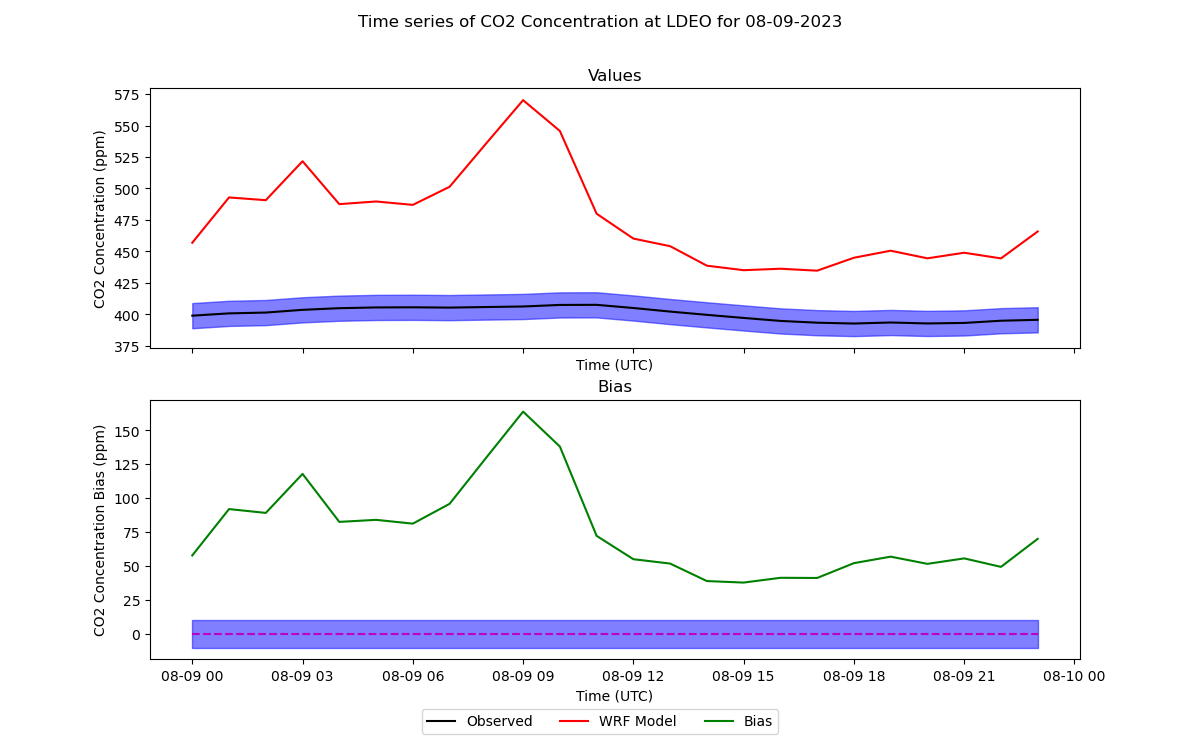 Time series of CO2 Concentration at LDEO for 08-09-2023
Values
CO2 Concentration (ppm)
575
550
525
500
475
450
425
400
375
Time (UTC)
Bias
CO2 Concentration Bias (ppm)
150
125
100
75
50
25
0
08-09 00 08-09 03 08-09 06 08-09 09 08-09 12 08-09 15 08-09 18 08-09 21 08-10 00
Time (UTC)
Observed WRF Model Bias